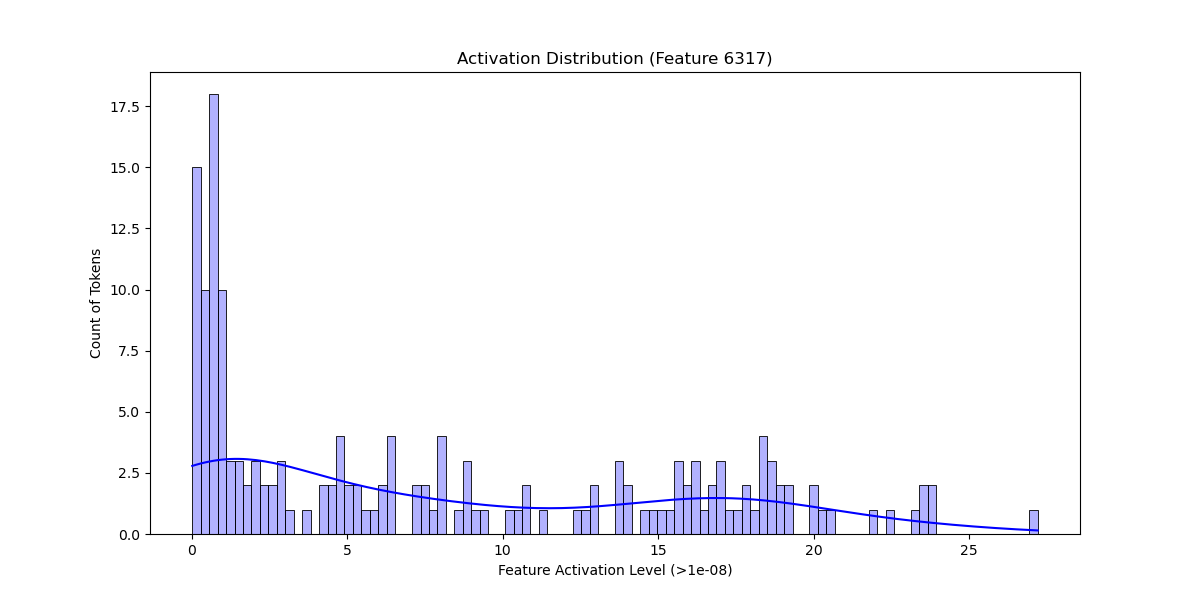 Activation Distribution (Feature 6317)
17.5
15.0
12.5
10.0
7.5
5.0
2.5
0.0
Count of Tokens
0 5 10 15 20 25
Feature Activation Level (>1e-08)